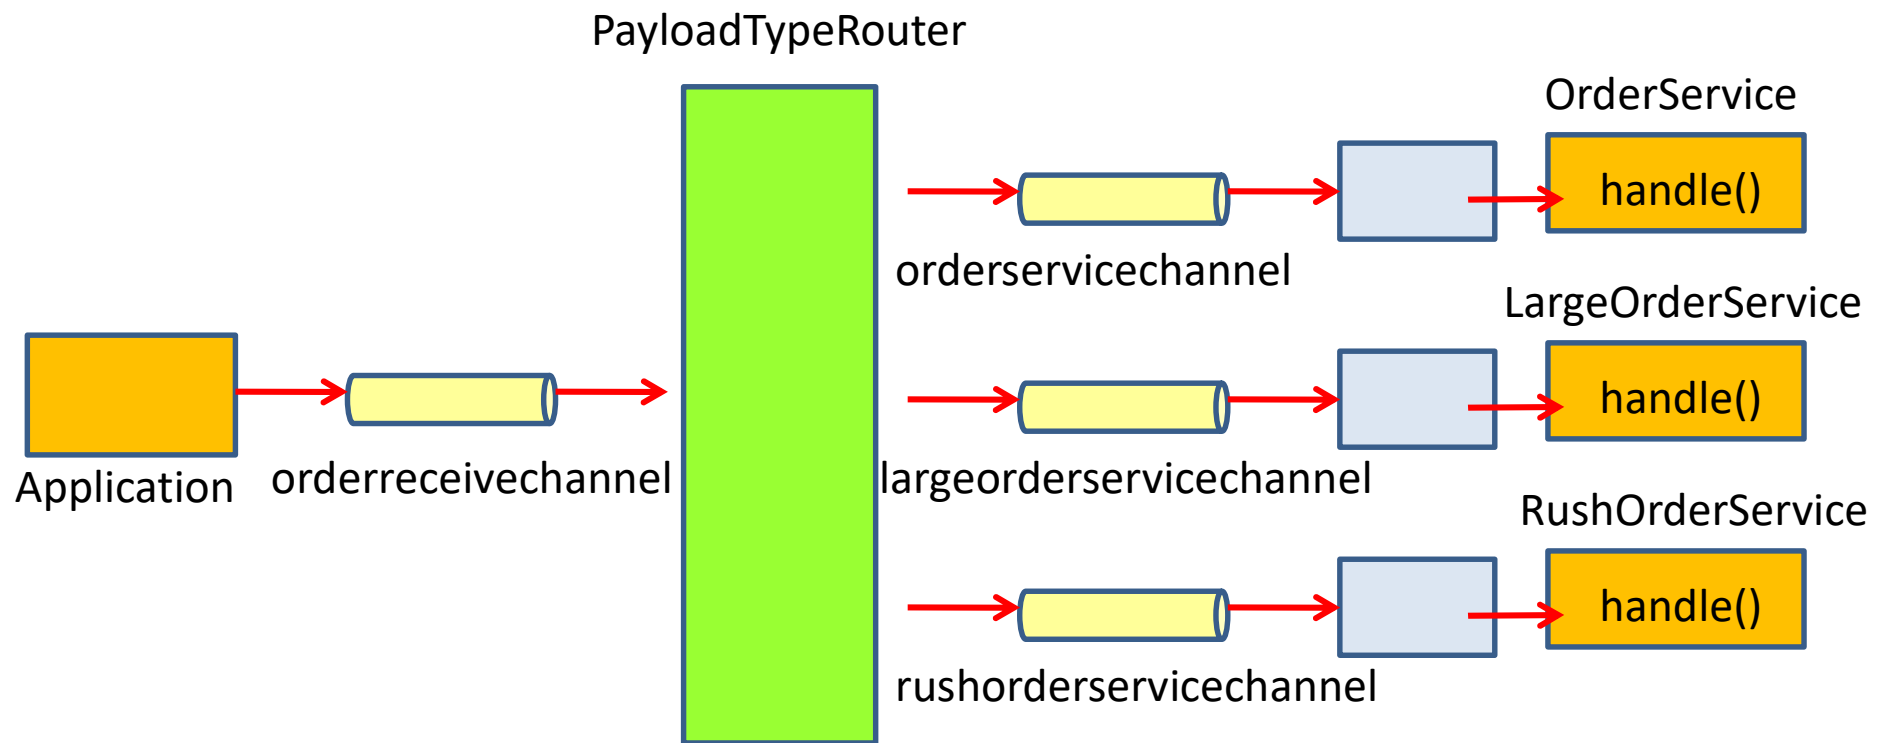 PayloadTypeRouter
OrderService
handle()
orderservicechannel
LargeOrderService
handle()
Application
orderreceivechannel
largeorderservicechannel
RushOrderService
handle()
rushorderservicechannel